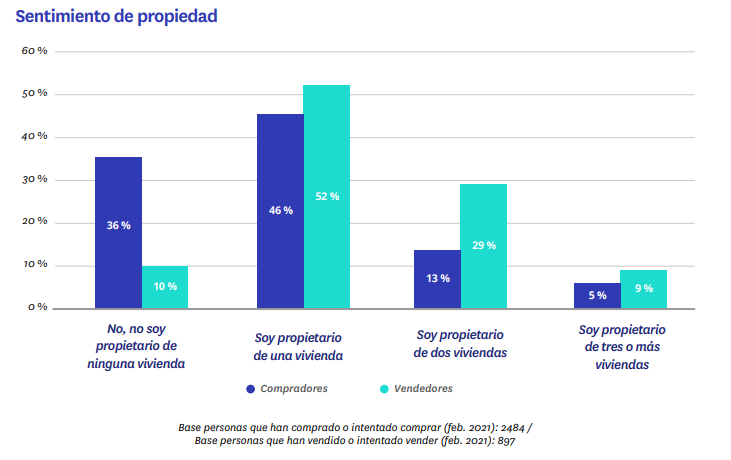 Sentimiento de propiedad
60 %
50 %
40 %
30 %
20 %
10 %
0 %
36 %
10 %
46 %
52 %
13 %
29 %
5 %
9 %
No, no soy
propietario de
ninguna vivienda
Soy propietario
de una vivienda
Soy propietario
de dos viviendas
Soy propietario
de tres o más
viviendas
Compradores
Vendedores
Base personas que han comprado o intentado comprar (feb. 2021): 2484 /
Base personas que han vendido o intentado vender (feb. 2021): 897